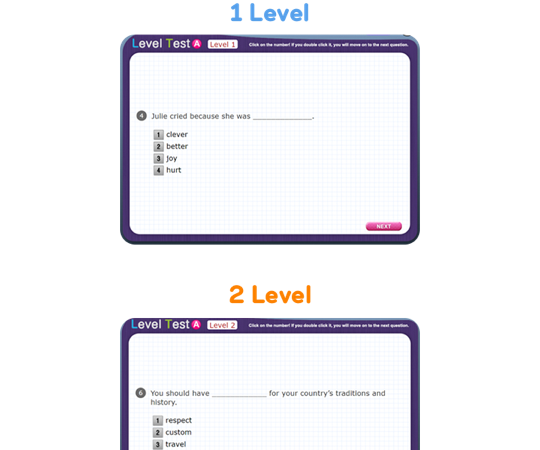 1 Level
Level Test A Level 1 Click on the number! If you double click it, you will move on to the next question.
4 Julie cried because she was ______________.
1 clever
2 better
3 joy
4 hurt
NEXT
2 Level
Level Test A Level 2 Click on the number! If you double click it, you will move on to the next question.
6 You should have _____________ for your country's traditions and
history.
1 respect
2 custom
3 travel